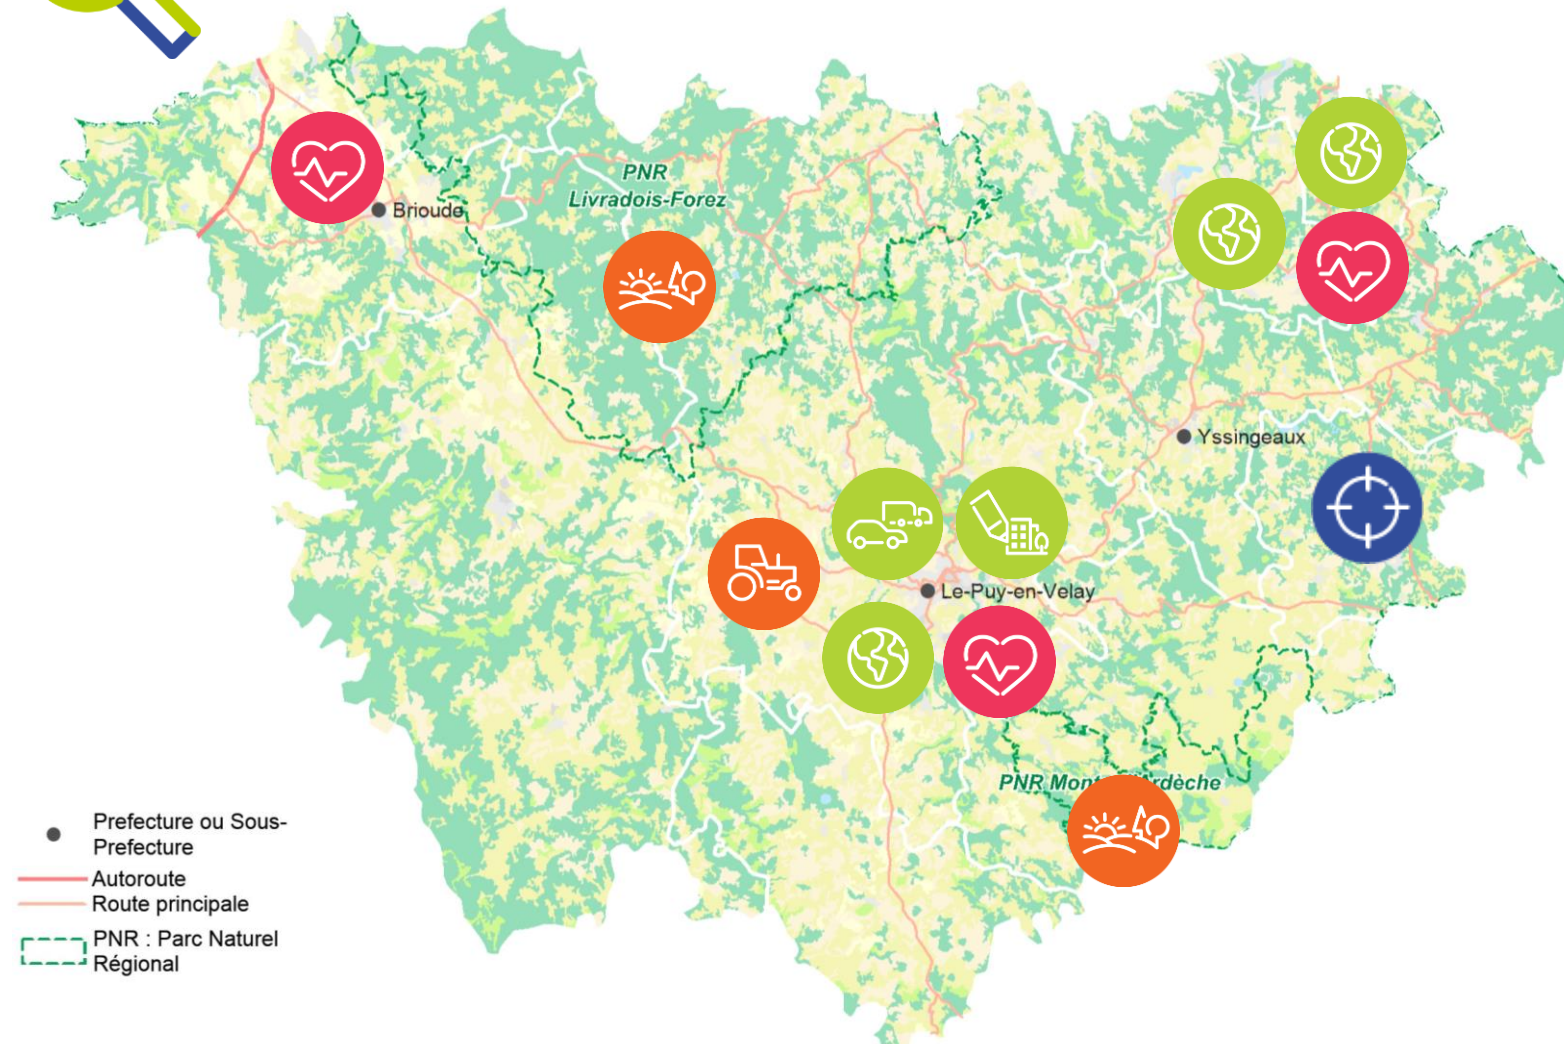 PNR
Livradois-Forez
Brioude
Yssingeaux
Le-Puy-en-Velay
PNR Mont
rdèche
Prefecture ou Sous-
Prefecture
Autoroute
Route principale
PNR : Parc Naturel
Régional